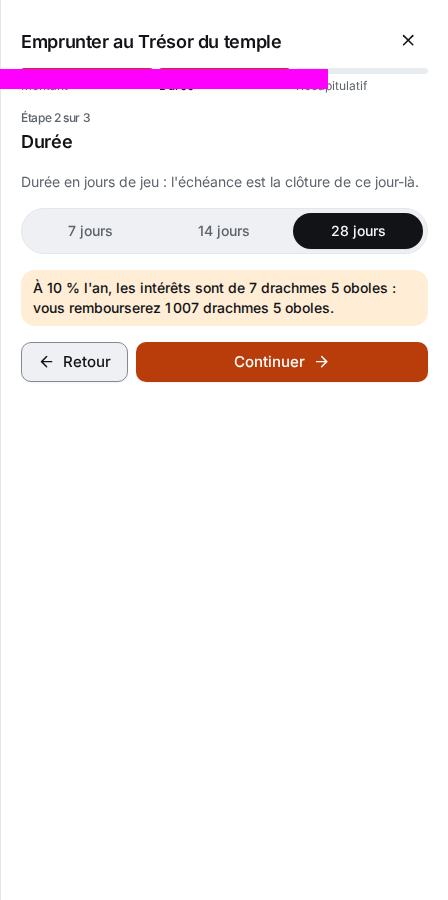 Emprunter au Trésor du temple
Étape 2 sur 3
Durée
Durée en jours de jeu : l'échéance est la clôture de ce jour-là.
7 jours
14 jours
28 jours
À 10 % l'an, les intérêts sont de 7 drachmes 5 oboles :
vous rembourserez 1 007 drachmes 5 oboles.
Retour
Continuer